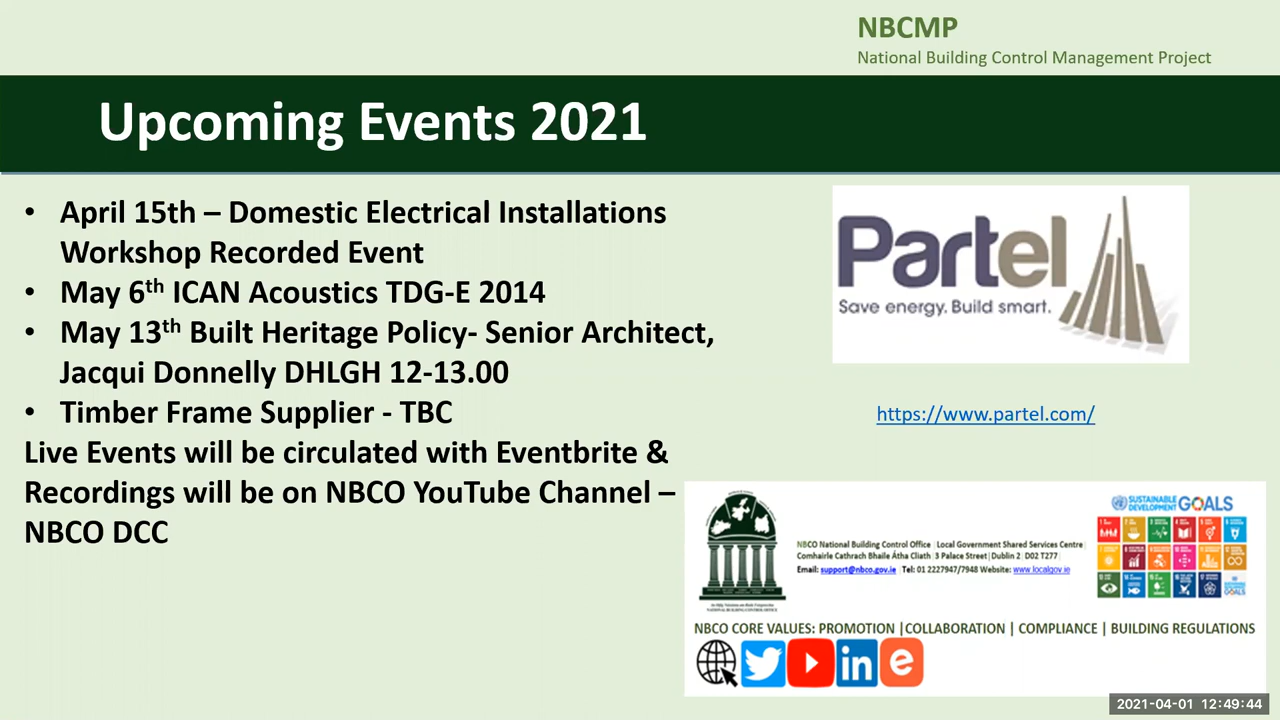 NBCMP
National Building Control Management Project
Upcoming Events 2021
• April 15th – Domestic Electrical Installations
Workshop Recorded Event
• May 6th ICAN Acoustics TDG-E 2014
• May 13th Built Heritage Policy- Senior Architect,
Jacqui Donnelly DHLGH 12-13.00
• Timber Frame Supplier - TBC
Live Events will be circulated with Eventbrite &
Recordings will be on NBCO YouTube Channel –
NBCO DCC
Partel
Save energy. Build smart.
https://www.partel.com/
SUSTAINABLE DEVELOPMENT GOALS
NBCO National Building Control Office | Local Government Shared Services Centre
Comhairle Cathrach Bhaile Átha Cliath | 3 Palace Street | Dublin 2 | D02 T277
Email: support@nbco.gov.ie Tel: 01 2227947/7948 Website: www.localgov.ie
NATIONAL BUILDING CONTROL OFFICE
NBCO CORE VALUES: PROMOTION |COLLABORATION | COMPLIANCE | BUILDING REGULATIONS
2021-04-01 12:49:44